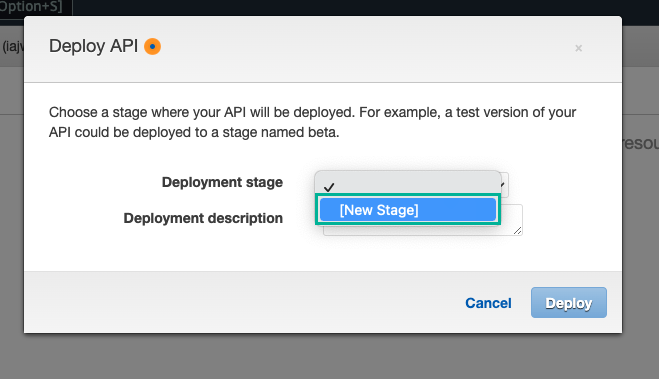 Option+S]
(iajw
Deploy API
×
Choose a stage where your API will be deployed. For example, a test version of your
API could be deployed to a stage named beta.
resou
Deployment stage
✓
[New Stage]
Deployment description
Cancel
Deploy